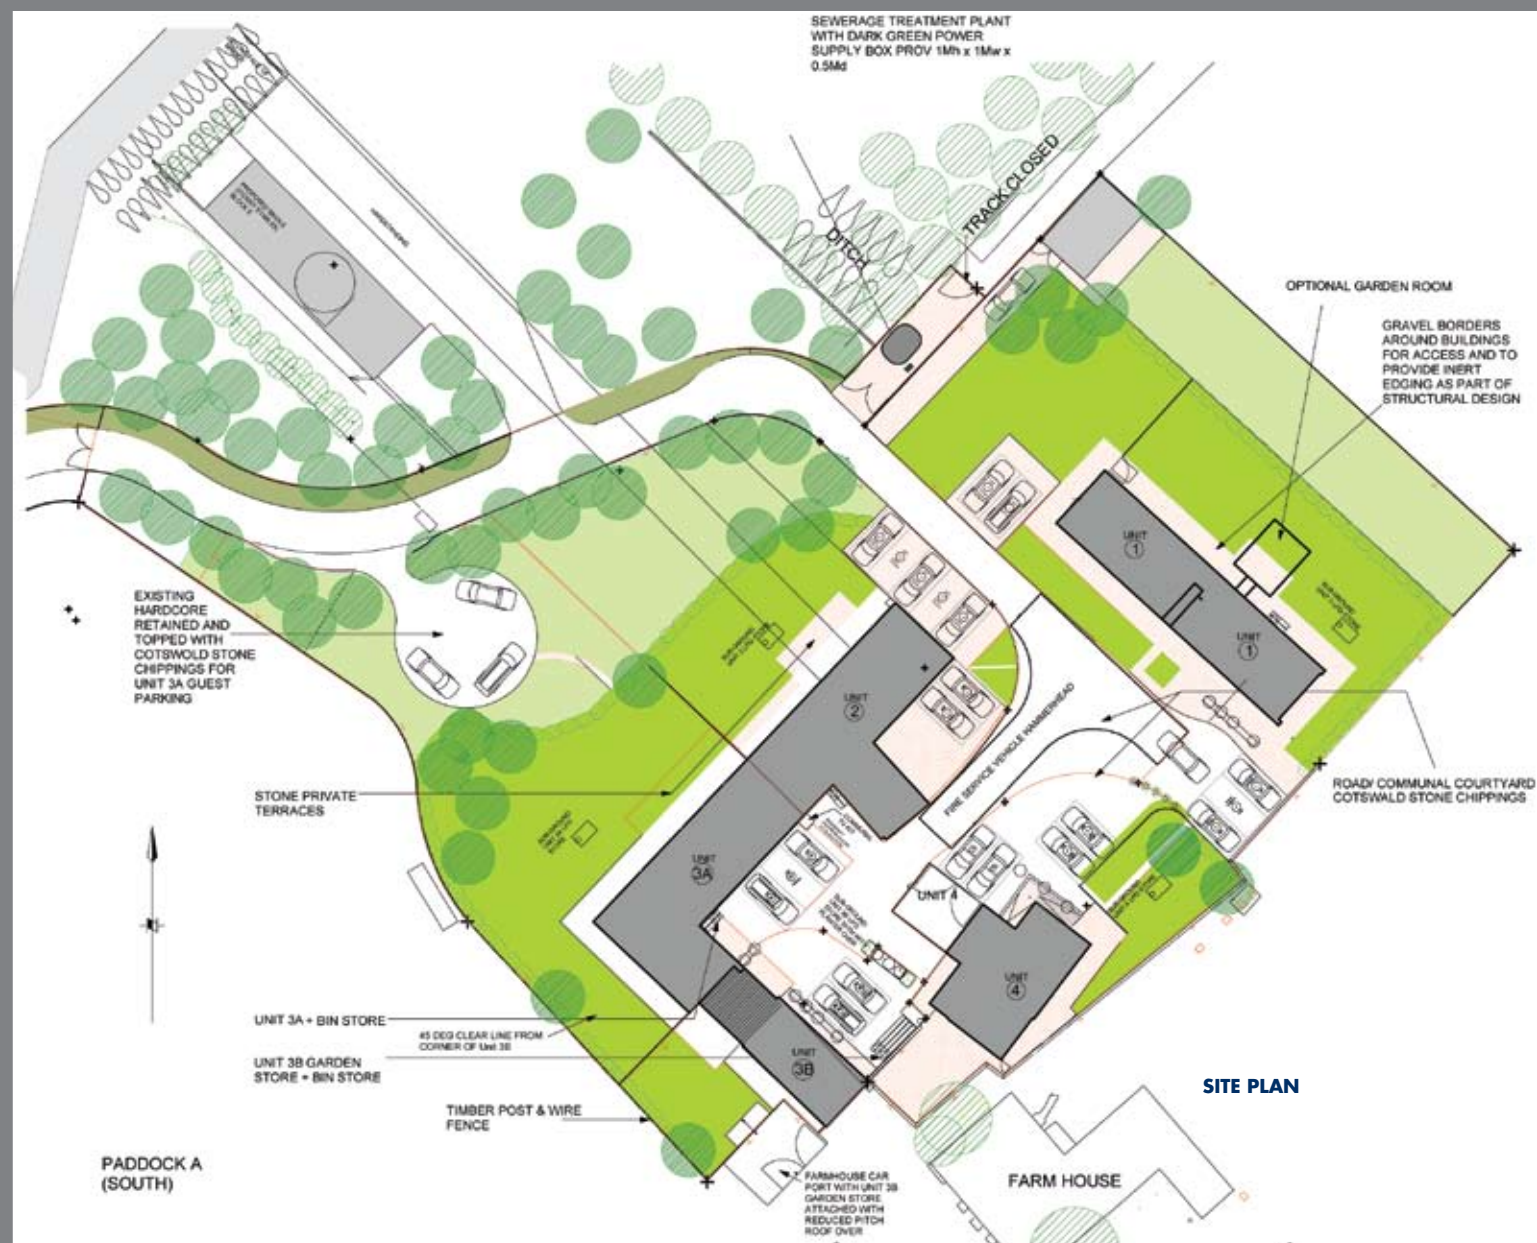 SEWERAGE TREATMENT PLANT
WITH DARK GREEN POWER
SUPPLY BOX PROV 1Mh x 1Mw x
0.5Md
TRACK CLOSED
DITCH
OPTIONAL GARDEN ROOM
GRAVEL BORDERS
AROUND BUILDINGS
FOR ACCESS AND TO
PROVIDE INERT
EDGING AS PART OF
STRUCTURAL DESIGN
UNIT
1
UNIT
1
EXISTING
HARDCORE
RETAINED AND
TOPPED WITH
COTSWOLD STONE
CHIPPINGS FOR
UNIT 3A GUEST
PARKING
UNIT
2
FIRE SERVICE VEHICLE HAMMERHEAD
ROAD/ COMMUNAL COURTYARD
COTSWALD STONE CHIPPINGS
STONE PRIVATE
TERRACES
UNIT
3A
UNIT 4
UNIT
4
UNIT 3A + BIN STORE
45 DEG CLEAR LINE FROM
CORNER OF Unit 3B
UNIT 3B GARDEN
STORE + BIN STORE
UNIT
3B
TIMBER POST & WIRE
FENCE
SITE PLAN
PADDOCK A
(SOUTH)
FARMHOUSE CAR
PORT WITH UNIT 3B
GARDEN STORE
ATTACHED WITH
REDUCED PITCH
ROOF OVER
FARM HOUSE